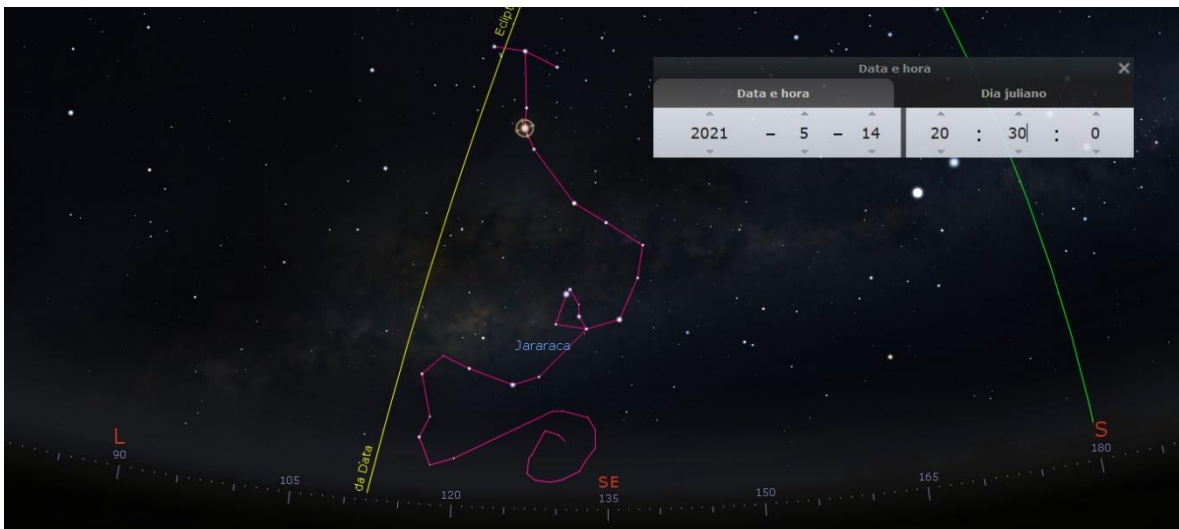 Eclípt
Data e hora ×
Data e hora
Dia juliano
2021 – 5 – 14
20 : 30 : 0
Jararaca
da Data
L
90
105
120
SE
135
150
165
S
180